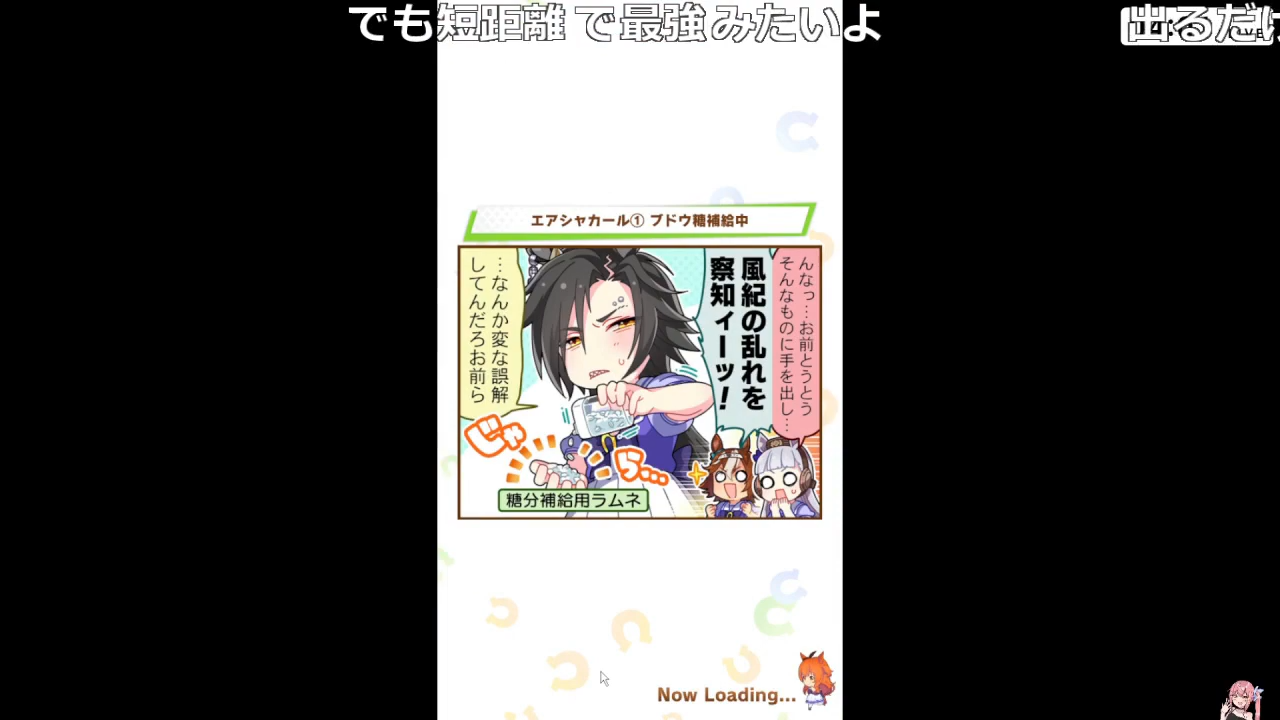 でも短距離で最強みたいよ
出るだけ
エアシャカール① ブドウ糖補給中
んなっ…お前とうとう
そんなものに手を出し…
風紀の乱れを
察知ィーッ!
…なんか変な誤解
してんだろお前ら
じゃ
ら…
糖分補給用ラムネ
Now Loading...